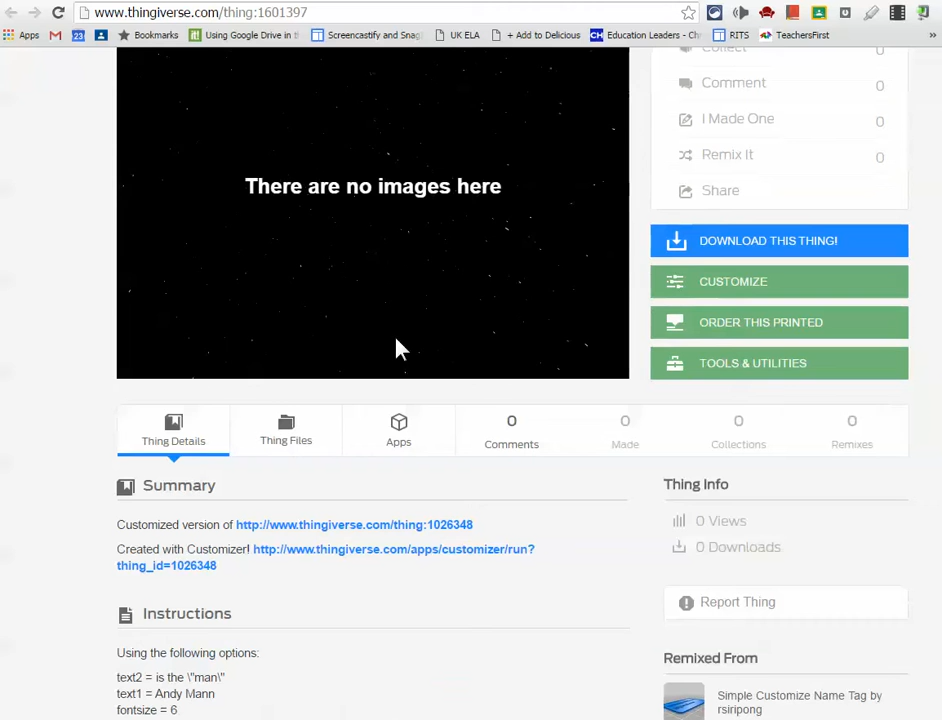 www.thingiverse.com/thing:1601397
Apps 23 Bookmarks Using Google Drive in t Screencastify and Snag UK ELA + Add to Delicious CH Education Leaders - Ch RITS TeachersFirst »
Collect 0
Comment 0
I Made One 0
Remix It 0
Share
There are no images here
DOWNLOAD THIS THING!
CUSTOMIZE
ORDER THIS PRINTED
TOOLS & UTILITIES
0 0 0 0
Thing Details Thing Files Apps Comments Made Collections Remixes
Summary
Customized version of http://www.thingiverse.com/thing:1026348
Created with Customizer! http://www.thingiverse.com/apps/customizer/run?
thing_id=1026348
Instructions
Using the following options:
text2 = is the \"man\"
text1 = Andy Mann
fontsize = 6
Thing Info
0 Views
0 Downloads
Report Thing
Remixed From
Simple Customize Name Tag by
rsiripong